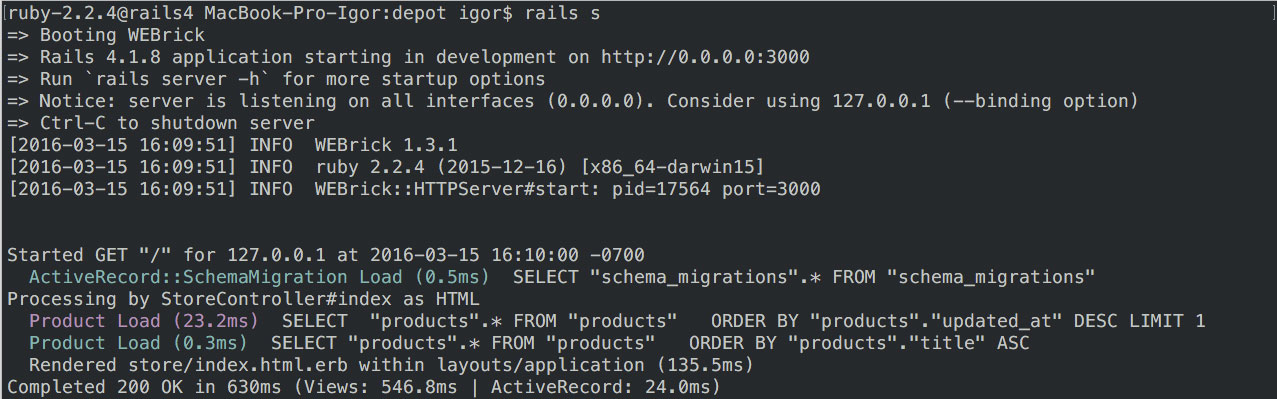 ruby-2.2.4@rails4 MacBook-Pro-Igor:depot igor$ rails s
=> Booting WEBrick
=> Rails 4.1.8 application starting in development on http://0.0.0.0:3000
=> Run `rails server -h` for more startup options
=> Notice: server is listening on all interfaces (0.0.0.0). Consider using 127.0.0.1 (--binding option)
=> Ctrl-C to shutdown server
[2016-03-15 16:09:51] INFO  WEBrick 1.3.1
[2016-03-15 16:09:51] INFO  ruby 2.2.4 (2015-12-16) [x86_64-darwin15]
[2016-03-15 16:09:51] INFO  WEBrick::HTTPServer#start: pid=17564 port=3000
Started GET "/" for 127.0.0.1 at 2016-03-15 16:10:00 -0700
  ActiveRecord::SchemaMigration Load (0.5ms)  SELECT "schema_migrations".* FROM "schema_migrations"
Processing by StoreController#index as HTML
  Product Load (23.2ms)  SELECT  "products".* FROM "products"   ORDER BY "products"."updated_at" DESC LIMIT 1
  Product Load (0.3ms)  SELECT "products".* FROM "products"   ORDER BY "products"."title" ASC
  Rendered store/index.html.erb within layouts/application (135.5ms)
Completed 200 OK in 630ms (Views: 546.8ms | ActiveRecord: 24.0ms)